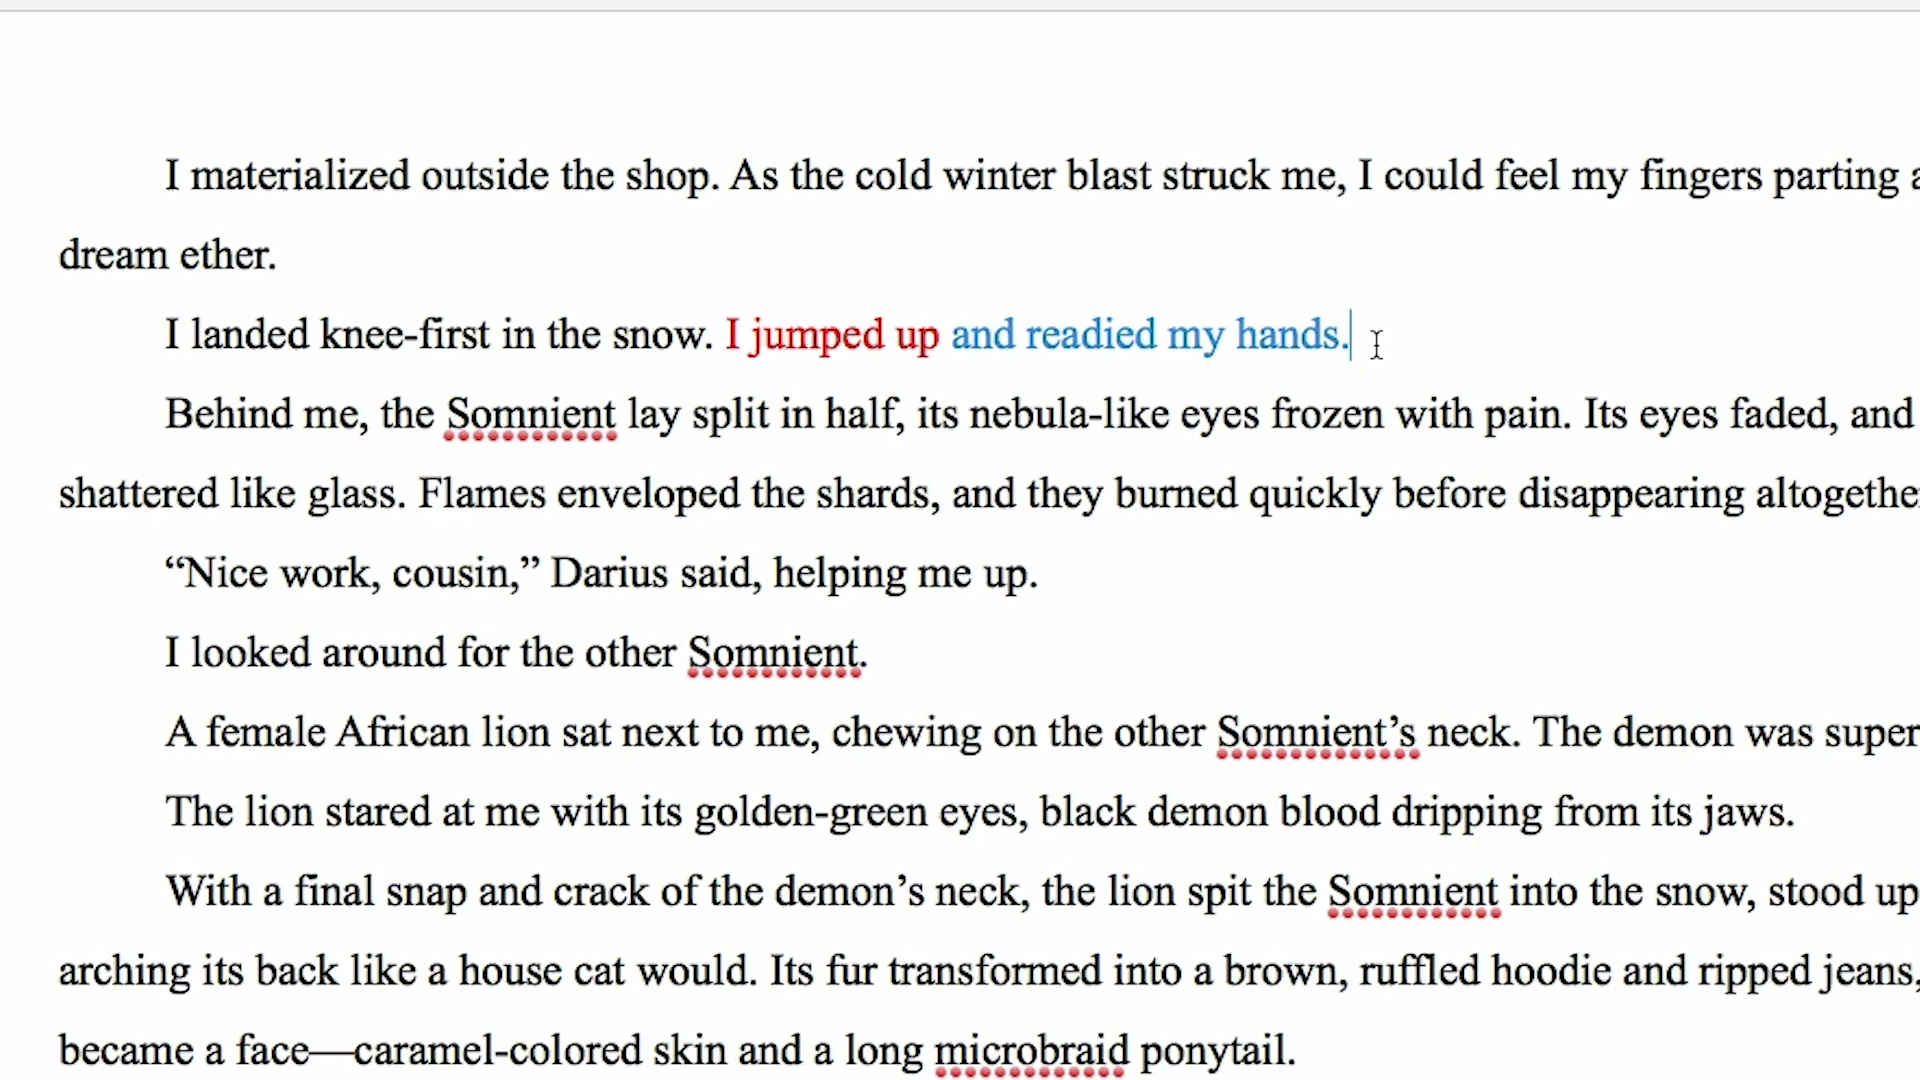 I materialized outside the shop. As the cold winter blast struck me, I could feel my fingers parting
dream ether.
I landed knee-first in the snow. I jumped up and readied my hands.
Behind me, the Somnient lay split in half, its nebula-like eyes frozen with pain. Its eyes faded, and
shattered like glass. Flames enveloped the shards, and they burned quickly before disappearing
“Nice work, cousin,” Darius said, helping me up.
I looked around for the other Somnient.
A female African lion sat next to me, chewing on the other Somnient’s neck. The demon was
The lion stared at me with its golden-green eyes, black demon blood dripping from its jaws.
With a final snap and crack of the demon’s neck, the lion spit the Somnient into the snow, stood up
arching its back like a house cat would. Its fur transformed into a brown, ruffled hoodie and ripped jeans,
became a face—caramel-colored skin and a long microbraid ponytail.